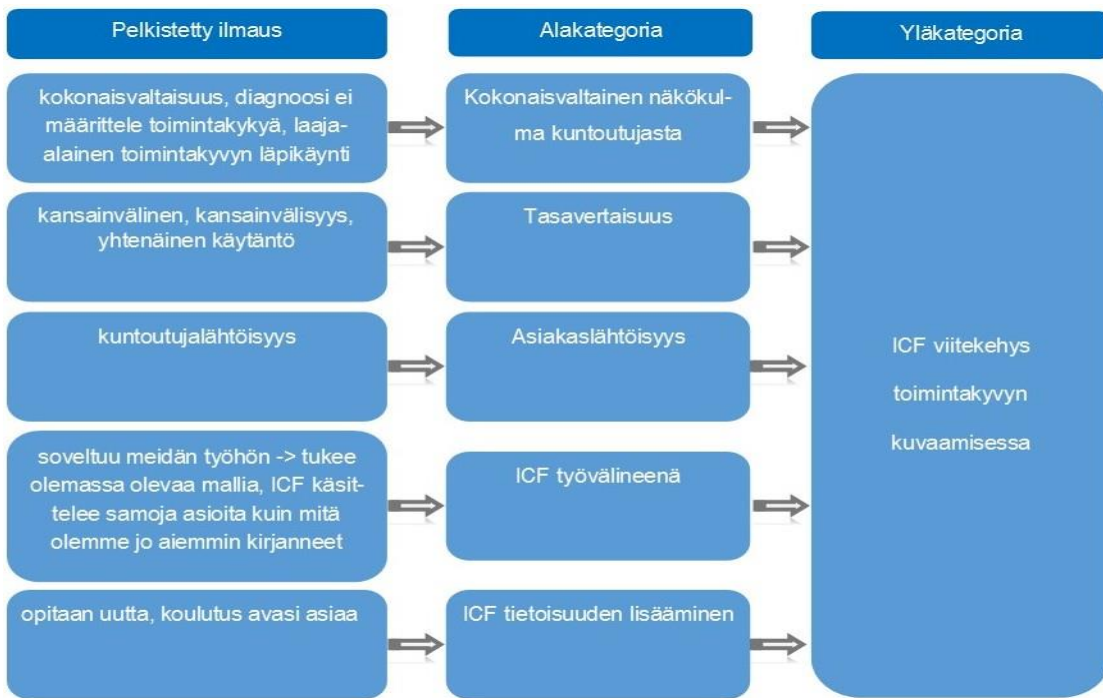 Pelkistetty ilmaus
Alakategoria
Yläkategoria
kokonaisvaltaisuus, diagnoosi ei
määrittele toimintakykyä, laaja-
alainen toimintakyvyn läpikäynti
Kokonaisvaltainen näkökul-
ma kuntoutujasta
kansainvälinen, kansainvälisyys,
yhtenäinen käytäntö
Tasavertaisuus
kuntoutujalähtöisyys
Asiakaslähtöisyys
soveltuu meidän työhön -> tukee
olemassa olevaa mallia, ICF käsit-
telee samoja asioita kuin mitä
olemme jo aiemmin kirjanneet
ICF työvälineenä
opitaan uutta, koulutus avasi asiaa
ICF tietoisuuden lisääminen
ICF viitekehys
toimintakyvyn
kuvaamisessa